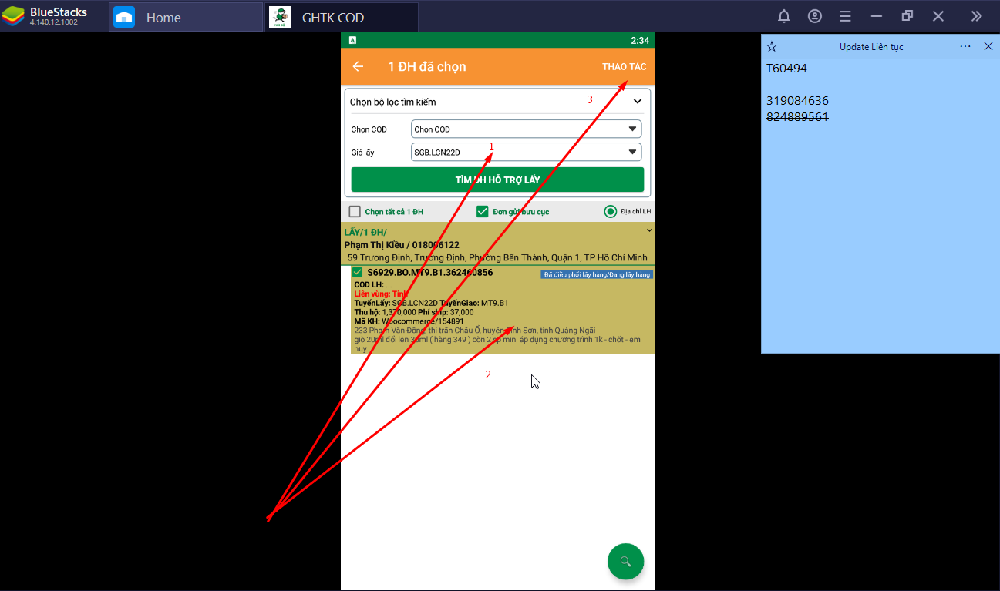 BlueStacks
4.140.12.1002
Home
GHTK COD
A
2:34
1 ĐH đã chọn
THAO TÁC
Chọn bộ lọc tìm kiếm
3
Chọn COD
Chọn COD
1
Giỏ lấy
SGB.LCN22D
TÌM ĐH HỖ TRỢ LẤY
Chọn tất cả 1 ĐH
Đơn gửi bưu cục
Địa chỉ LH
LẤY/1 ĐH/
Phạm Thị Kiều / 018006122
59 Trương Định, Trương Định, Phường Bến Thành, Quận 1, TP Hồ Chí Minh
S6929.BO.MT9.B1.362460856
Đã điều phối lấy hàng/Đang lấy hàng
COD LH: ...
Liên vùng: Tỉnh
TuyếnLấy: SGB.LCN22D TuyếnGiao: MT9.B1
Thu hộ: 1,370,000 Phí ship: 37,000
Mã KH: Woocommerce/154891
233 Phạm Văn Đồng, thị trấn Châu Ổ, huyện Bình Sơn, tỉnh Quảng Ngãi
giò 20ml đổi lên 30ml ( hàng 349 ) còn 2 sp mini áp dụng chương trình 1k - chốt - em
huy
2
Update Liên tục
T60494
319084636
824889561